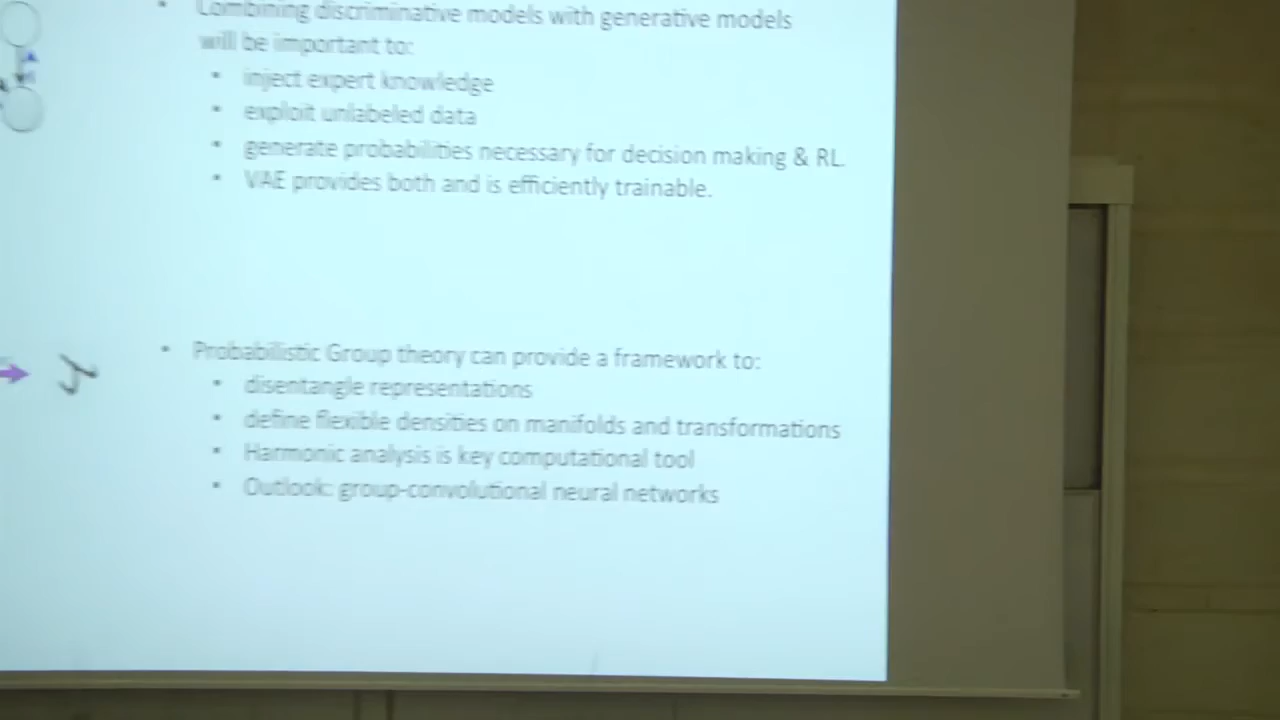 • Combining discriminative models with generative models
will be important to:
• inject expert knowledge
• exploit unlabeled data
• generate probabilities necessary for decision making & RL.
• VAE provides both and is efficiently trainable.
• Probabilistic Group theory can provide a framework to:
• disentangle representations
• define flexible densities on manifolds and transformations
• Harmonic analysis is key computational tool
• Outlook: group-convolutional neural networks